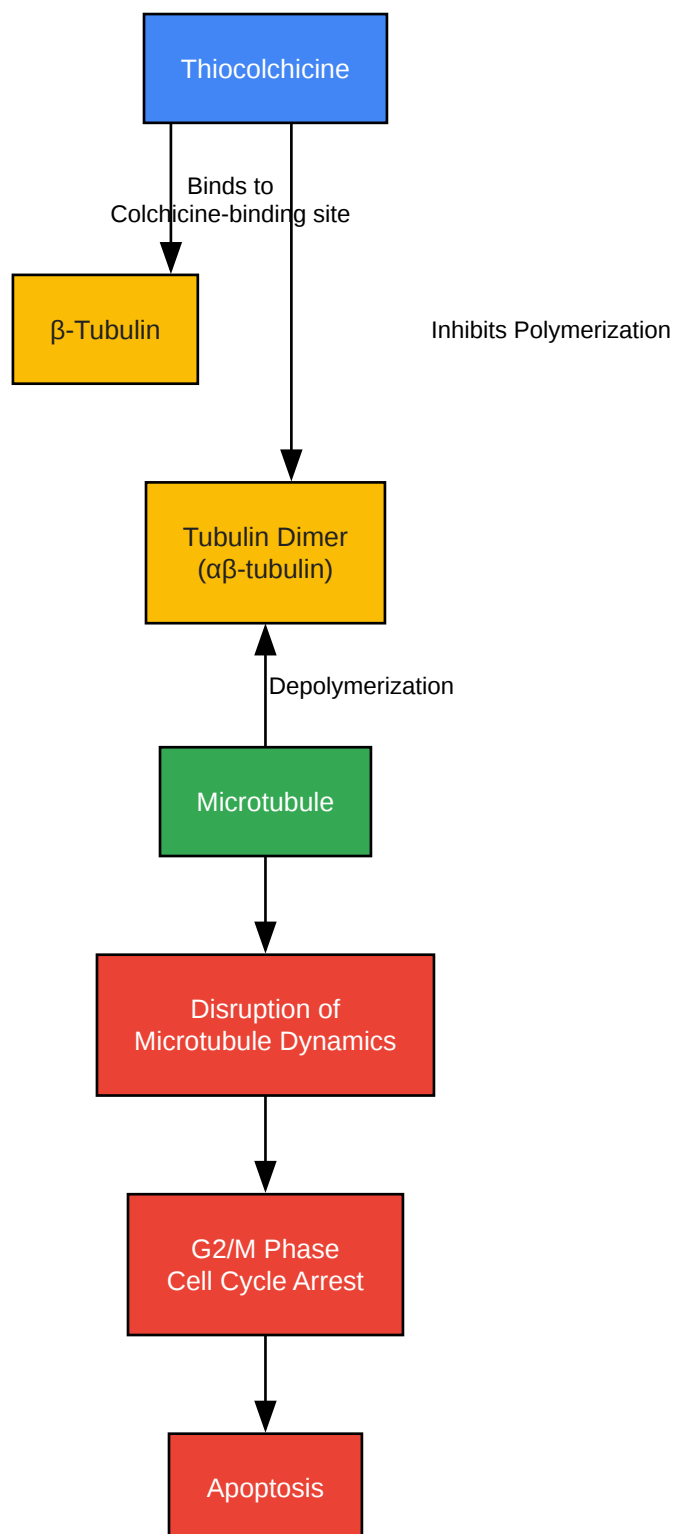 Thiocolchicine
Binds to
Colchicine-binding site
β-Tubulin
Inhibits Polymerization
Tubulin Dimer
(αβ-tubulin)
Depolymerization
Microtubule
Disruption of
Microtubule Dynamics
G2/M Phase
Cell Cycle Arrest
Apoptosis